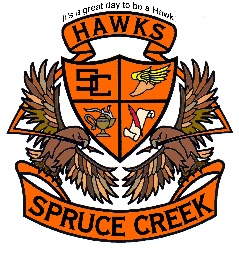 It's a great day to be a Hawk
HAWKS
SC
SPRUCE CREEK